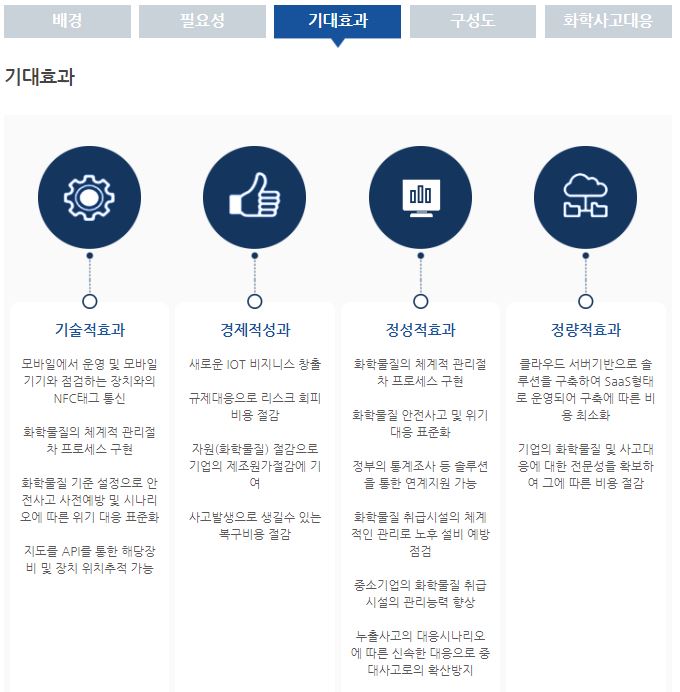 배경
필요성
기대효과
구성도
화학사고대응
기대효과
기술적효과
모바일에서 운영 및 모바일
기기와 점검하는 장치와의
NFC태그 통신
화학물질의 체계적 관리절
차 프로세스 구현
화학물질 기준 설정으로 안
전사고 사전예방 및 시나리
오에 따른 위기 대응 표준화
지도를 API를 통한 해당장
비 및 장치 위치추적 가능
경제적성과
새로운 IOT 비지니스 창출
규제대응으로 리스크 회피
비용 절감
자원(화학물질) 절감으로
기업의 제조원가절감에 기
여
사고발생으로 생길수 있는
복구비용 절감
정성적효과
화학물질의 체계적 관리절
차 프로세스 구현
화학물질 안전사고 및 위기
대응 표준화
정부의 통계조사 등 솔루션
을 통한 연계지원 가능
화학물질 취급시설의 체계
적인 관리로 노후 설비 예방
점검
중소기업의 화학물질 취급
시설의 관리능력 향상
누출사고의 대응시나리오
에 따른 신속한 대응으로 중
대사고로의 확산방지
정량적효과
클라우드 서버기반으로 솔
루션을 구축하여 SaaS형태
로 운영되어 구축에 따른 비
용 최소화
기업의 화학물질 및 사고대
응에 대한 전문성을 확보하
여 그에 따른 비용 절감